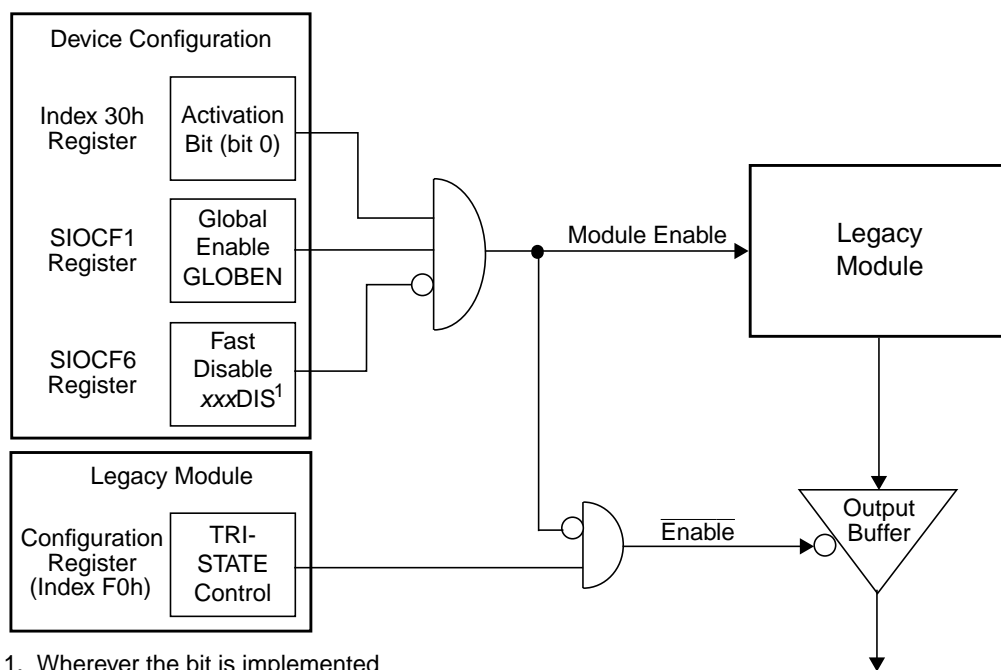 Device Configuration
Index 30h
Register
Activation
Bit (bit 0)
SIOCF1
Register
Global
Enable
GLOBEN
SIOCF6
Register
Fast
Disable
xxxDIS1
Module Enable
Legacy
Module
Legacy Module
Configuration
Register
(Index F0h)
TRI-
STATE
Control
Enable
Output
Buffer
1. Wherever the bit is implemented